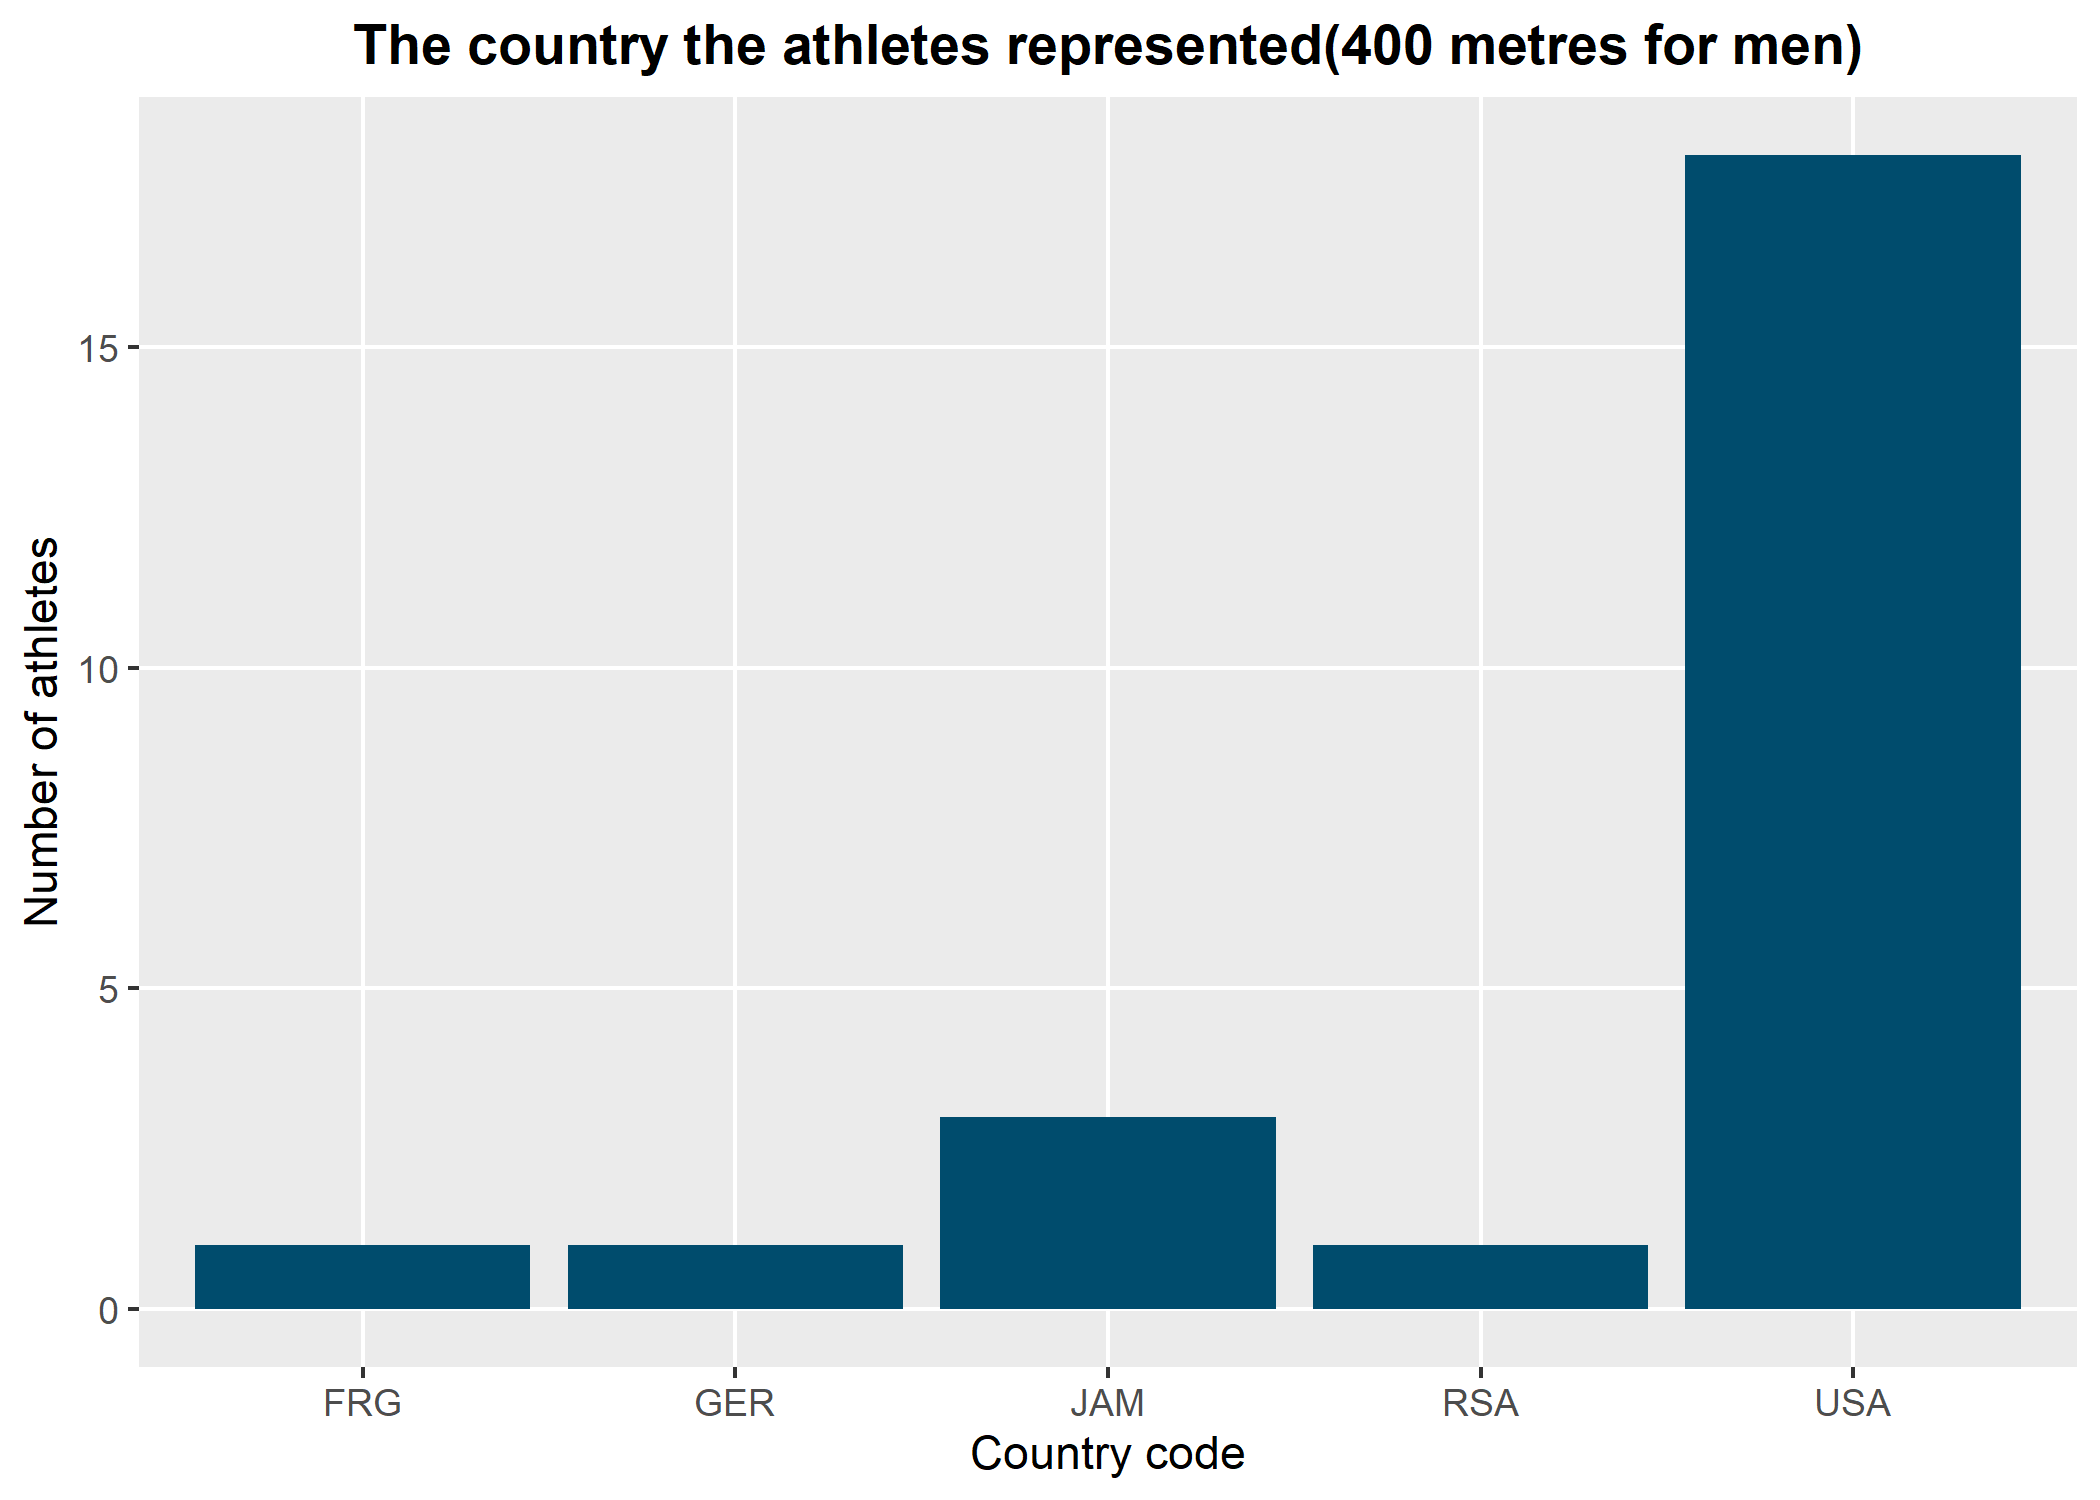 The country the athletes represented(400 metres for men)
Number of athletes
15
10
5
0
FRG GER JAM RSA USA
Country code